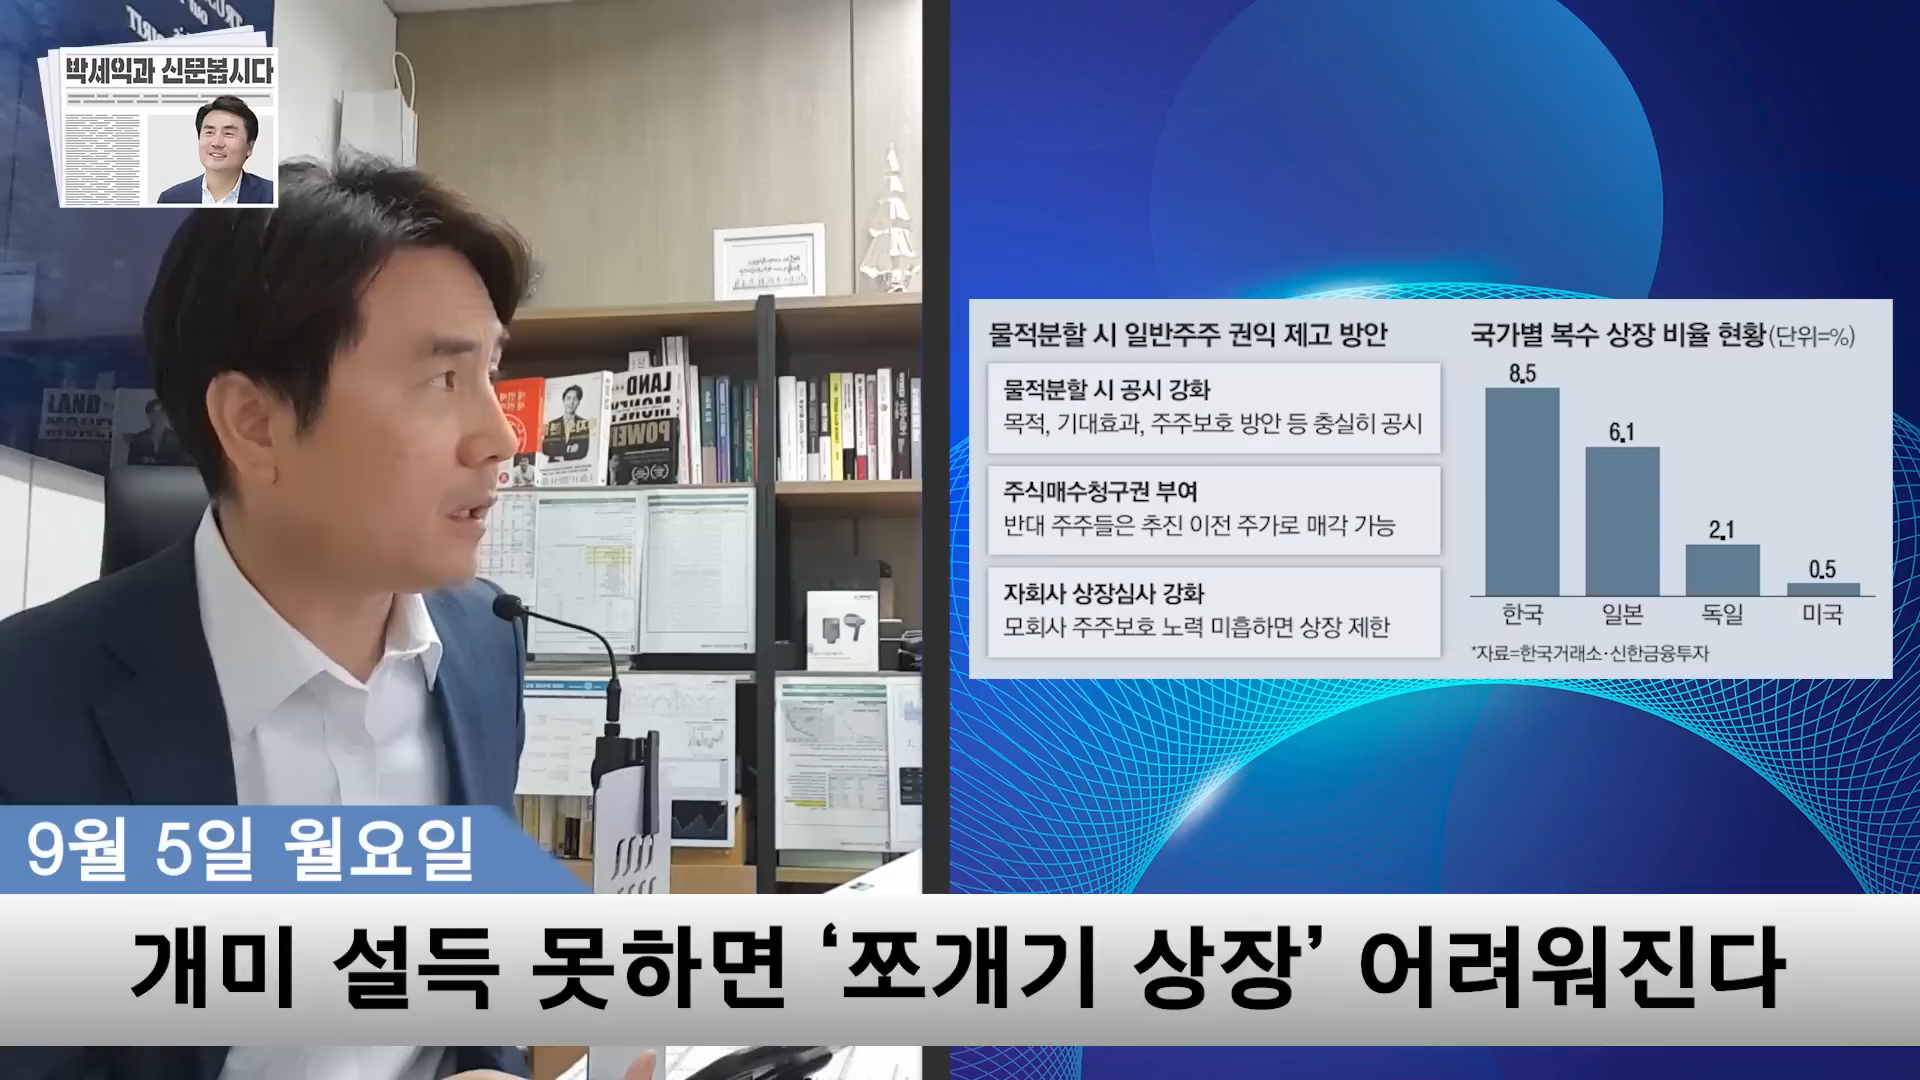 박세익과 신문봅시다
LAND
MONEY
POWER
물적분할 시 일반주주 권익 제고 방안
물적분할 시 공시 강화
목적, 기대효과, 주주보호 방안 등 충실히 공시
주식매수청구권 부여
반대 주주들은 추진 이전 주가로 매각 가능
자회사 상장심사 강화
모회사 주주보호 노력 미흡하면 상장 제한
국가별 복수 상장 비율 현황(단위=%)
8.5
6.1
2.1
0.5
한국 일본 독일 미국
*자료=한국거래소·신한금융투자
9월 5일 월요일
개미 설득 못하면 ‘쪼개기 상장’ 어려워진다